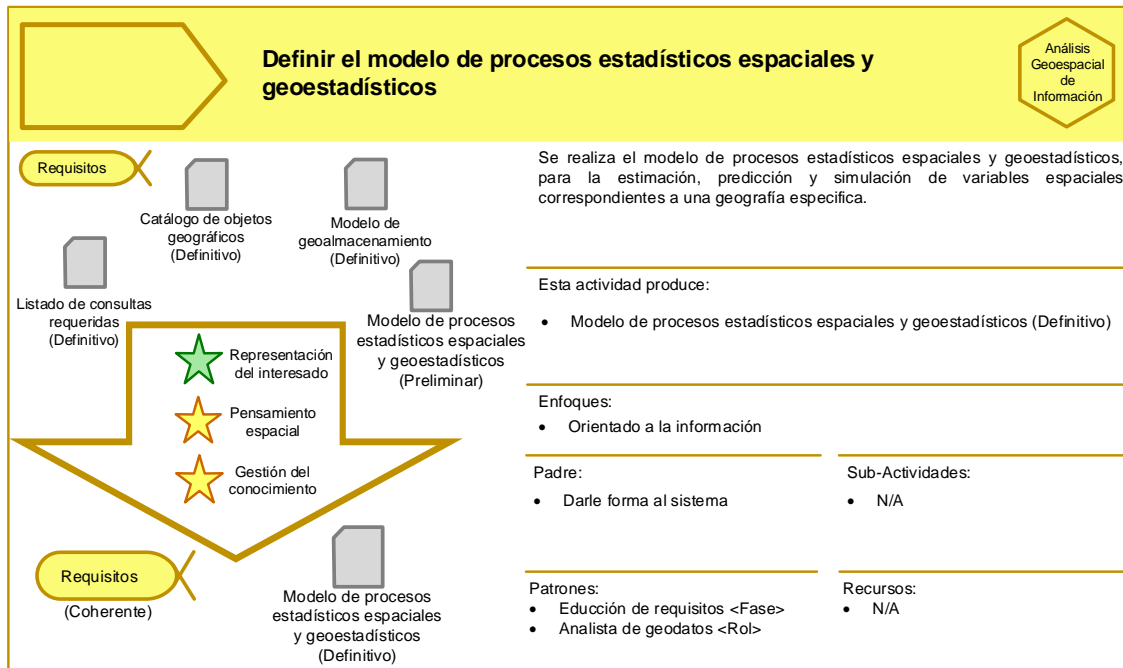 Definir el modelo de procesos estadísticos espaciales y
geoestadísticos
Análisis
Geoespacial
de
Información
Requisitos
Catálogo de objetos
geográficos
(Definitivo)
Modelo de
geoalmacenamiento
(Definitivo)
Listado de consultas
requeridas
(Definitivo)
Modelo de procesos
estadísticos espaciales
y geoestadísticos
(Preliminar)
Representación
del interesado
Pensamiento
espacial
Gestión del
conocimiento
Requisitos
(Coherente)
Modelo de procesos
estadísticos espaciales
y geoestadísticos
(Definitivo)
Se realiza el modelo de procesos estadísticos espaciales y geoestadísticos,
para la estimación, predicción y simulación de variables espaciales
correspondientes a una geografía especifica.
Esta actividad produce:
• Modelo de procesos estadísticos espaciales y geoestadísticos (Definitivo)
Enfoques:
• Orientado a la información
Padre:
• Darle forma al sistema
Sub-Actividades:
• N/A
Patrones:
• Educción de requisitos <Fase>
• Analista de geodatos <Rol>
Recursos:
• N/A